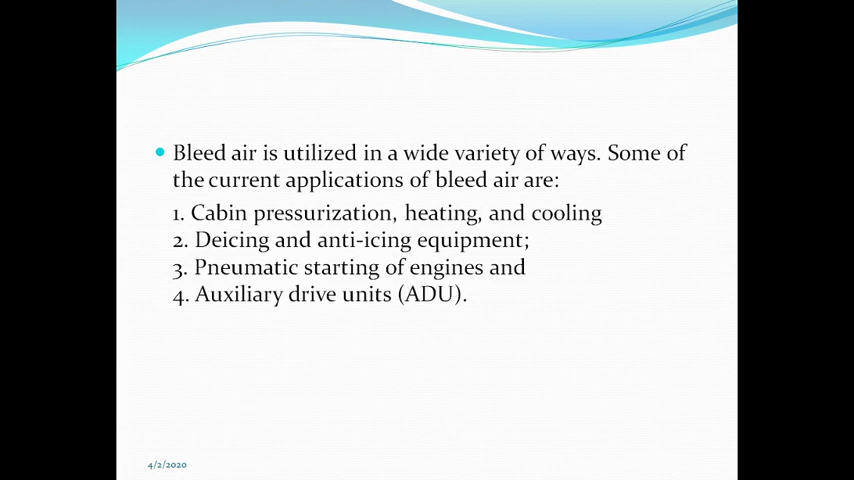 Bleed air is utilized in a wide variety of ways. Some of
the current applications of bleed air are:
1. Cabin pressurization, heating, and cooling
2. Deicing and anti-icing equipment;
3. Pneumatic starting of engines and
4. Auxiliary drive units (ADU).
4/2/2020